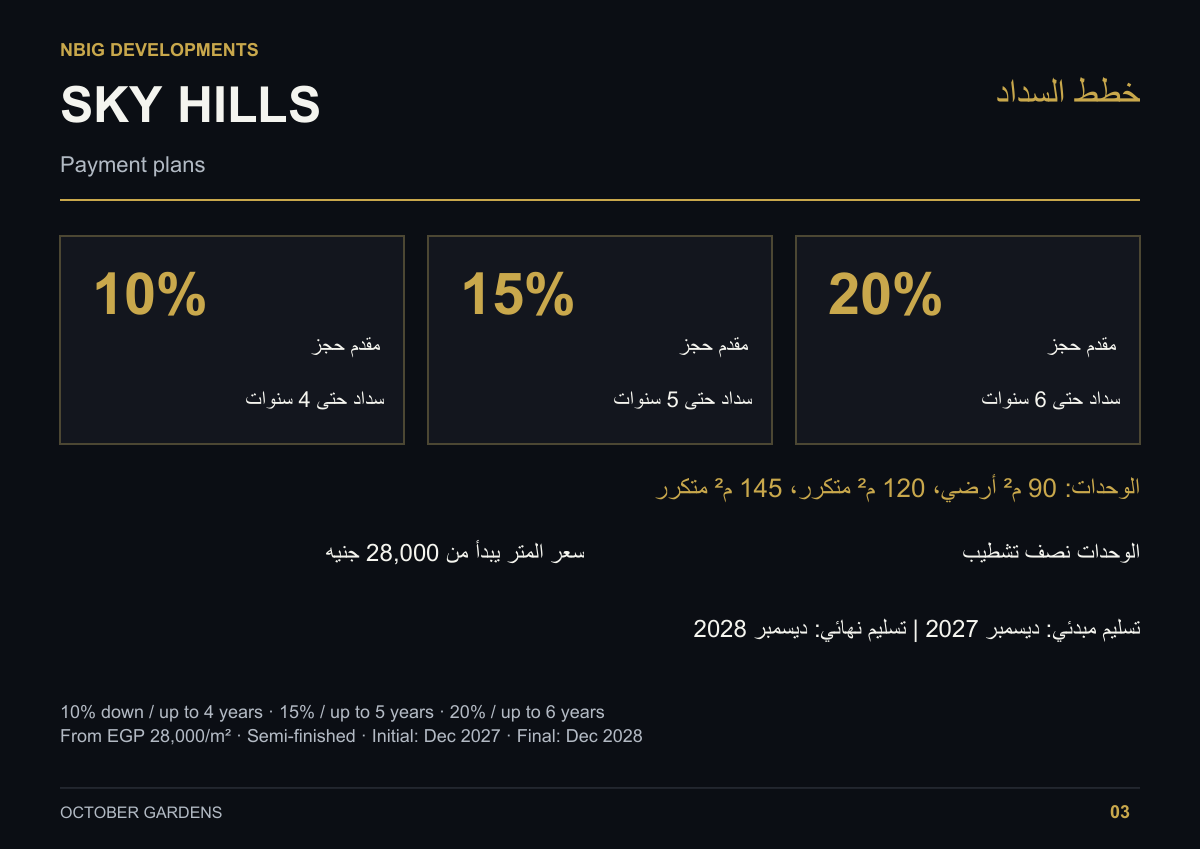 NBIG DEVELOPMENTS
SKY HILLS
خطط السداد
Payment plans
10%
مقدم حجز
سداد حتى 4 سنوات
15%
مقدم حجز
سداد حتى 5 سنوات
20%
مقدم حجز
سداد حتى 6 سنوات
الوحدات: 90 م² أرضي، 120 م² متكرر، 145 م² متكرر
الوحدات نصف تشطيب
سعر المتر يبدأ من 28,000 جنيه
تسليم مبدئي: ديسمبر 2027 | تسليم نهائي: ديسمبر 2028
10% down / up to 4 years · 15% / up to 5 years · 20% / up to 6 years
From EGP 28,000/m² · Semi-finished · Initial: Dec 2027 · Final: Dec 2028
OCTOBER GARDENS
03